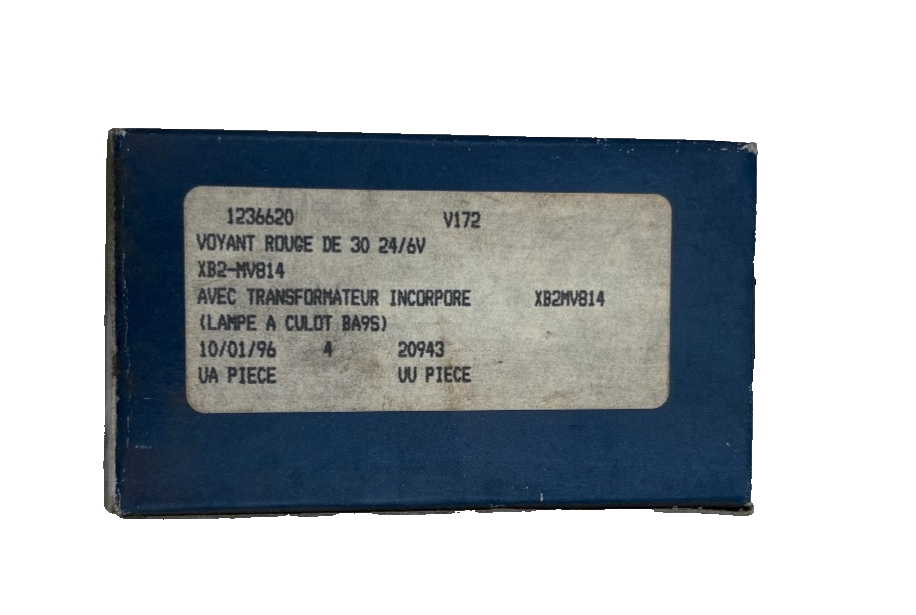 1236620 V172
VOYANT ROUGE DE 30 24/6V
XB2-MV814
AVEC TRANSFORMATEUR INCORPORE XB2MV814
(LAMPE A CULOT BA9S)
10/01/96 4 20943
UA PIECE UU PIECE